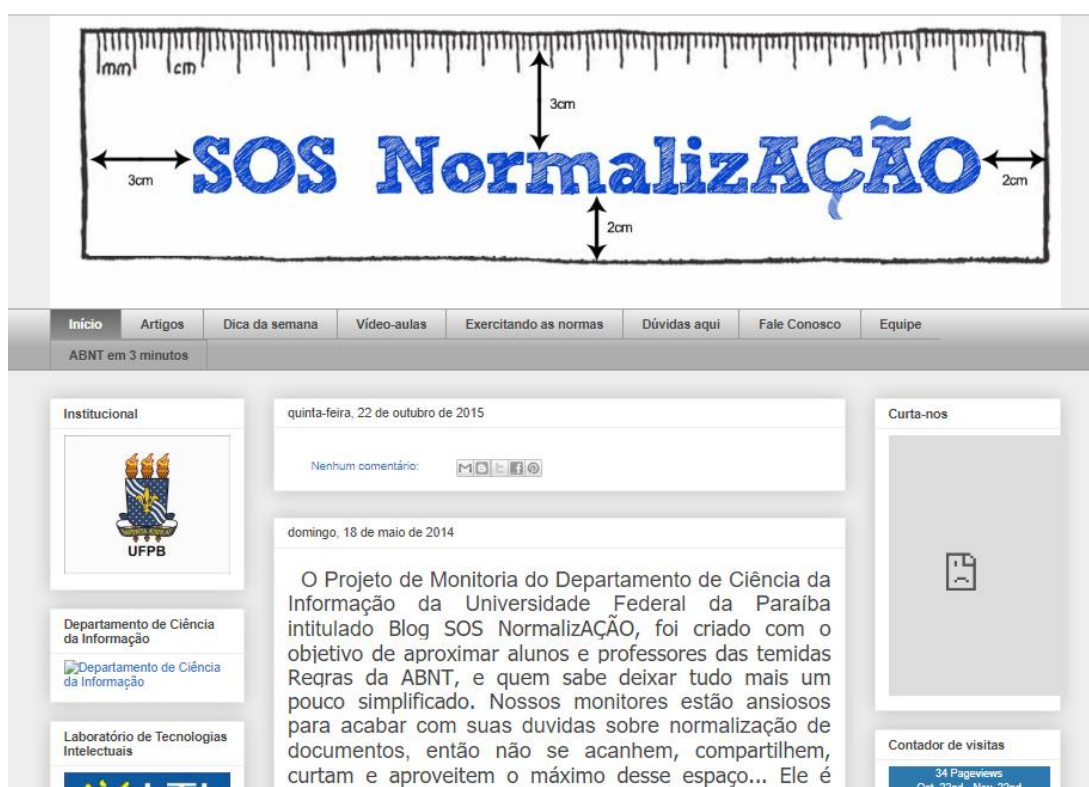 mm cm
3cm
SOS NormalizAÇÃO
3cm
2cm
2cm
Início Artigos Dica da semana Vídeo-aulas Exercitando as normas Dúvidas aqui Fale Conosco Equipe
ABNT em 3 minutos
Institucional
UFPB
Departamento de Ciência
da Informação
Departamento de Ciência
da Informação
Laboratório de Tecnologias
Intelectuais
quinta-feira, 22 de outubro de 2015
Nenhum comentário:
domingo, 18 de maio de 2014
O Projeto de Monitoria do Departamento de Ciência da
Informação da Universidade Federal da Paraíba
intitulado Blog SOS NormalizAÇÃO, foi criado com o
objetivo de aproximar alunos e professores das temidas
Regras da ABNT, e quem sabe deixar tudo mais um
pouco simplificado. Nossos monitores estão ansiosos
para acabar com suas duvidas sobre normalização de
documentos, então não se acanhem, compartilhem,
curtam e aproveitem o máximo desse espaço... Ele é
Curta-nos
Contador de visitas
34 Pageviews
Oct. 23rd - Nov. 22nd